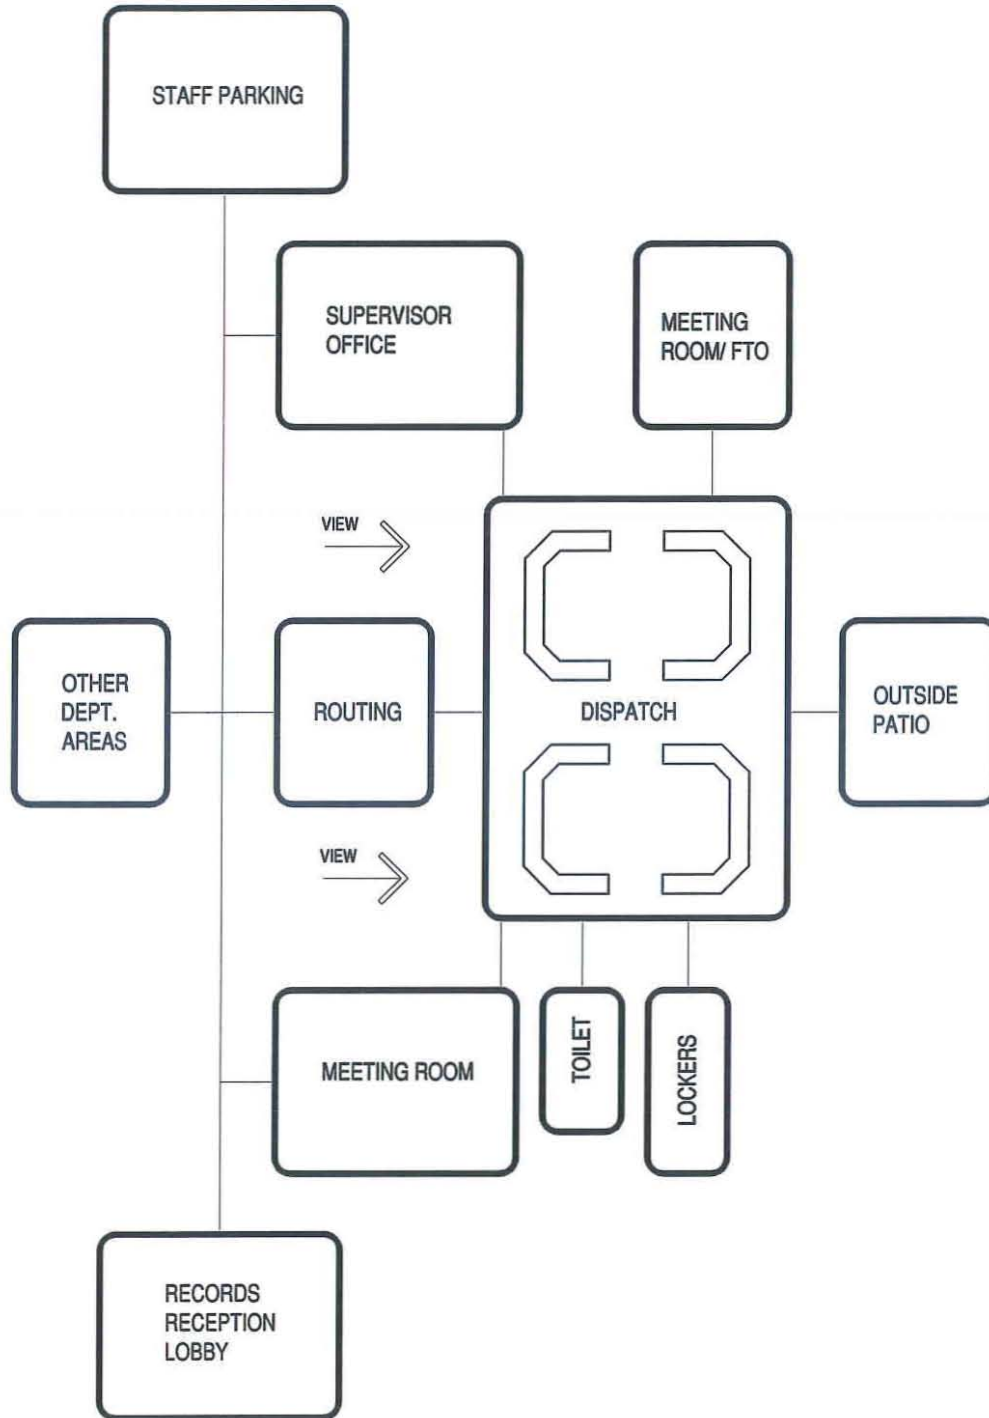 STAFF PARKING
SUPERVISOR
OFFICE
MEETING
ROOM/ FTO
VIEW
OTHER
DEPT.
AREAS
ROUTING
DISPATCH
OUTSIDE
PATIO
VIEW
MEETING ROOM
TOILET
LOCKERS
RECORDS
RECEPTION
LOBBY